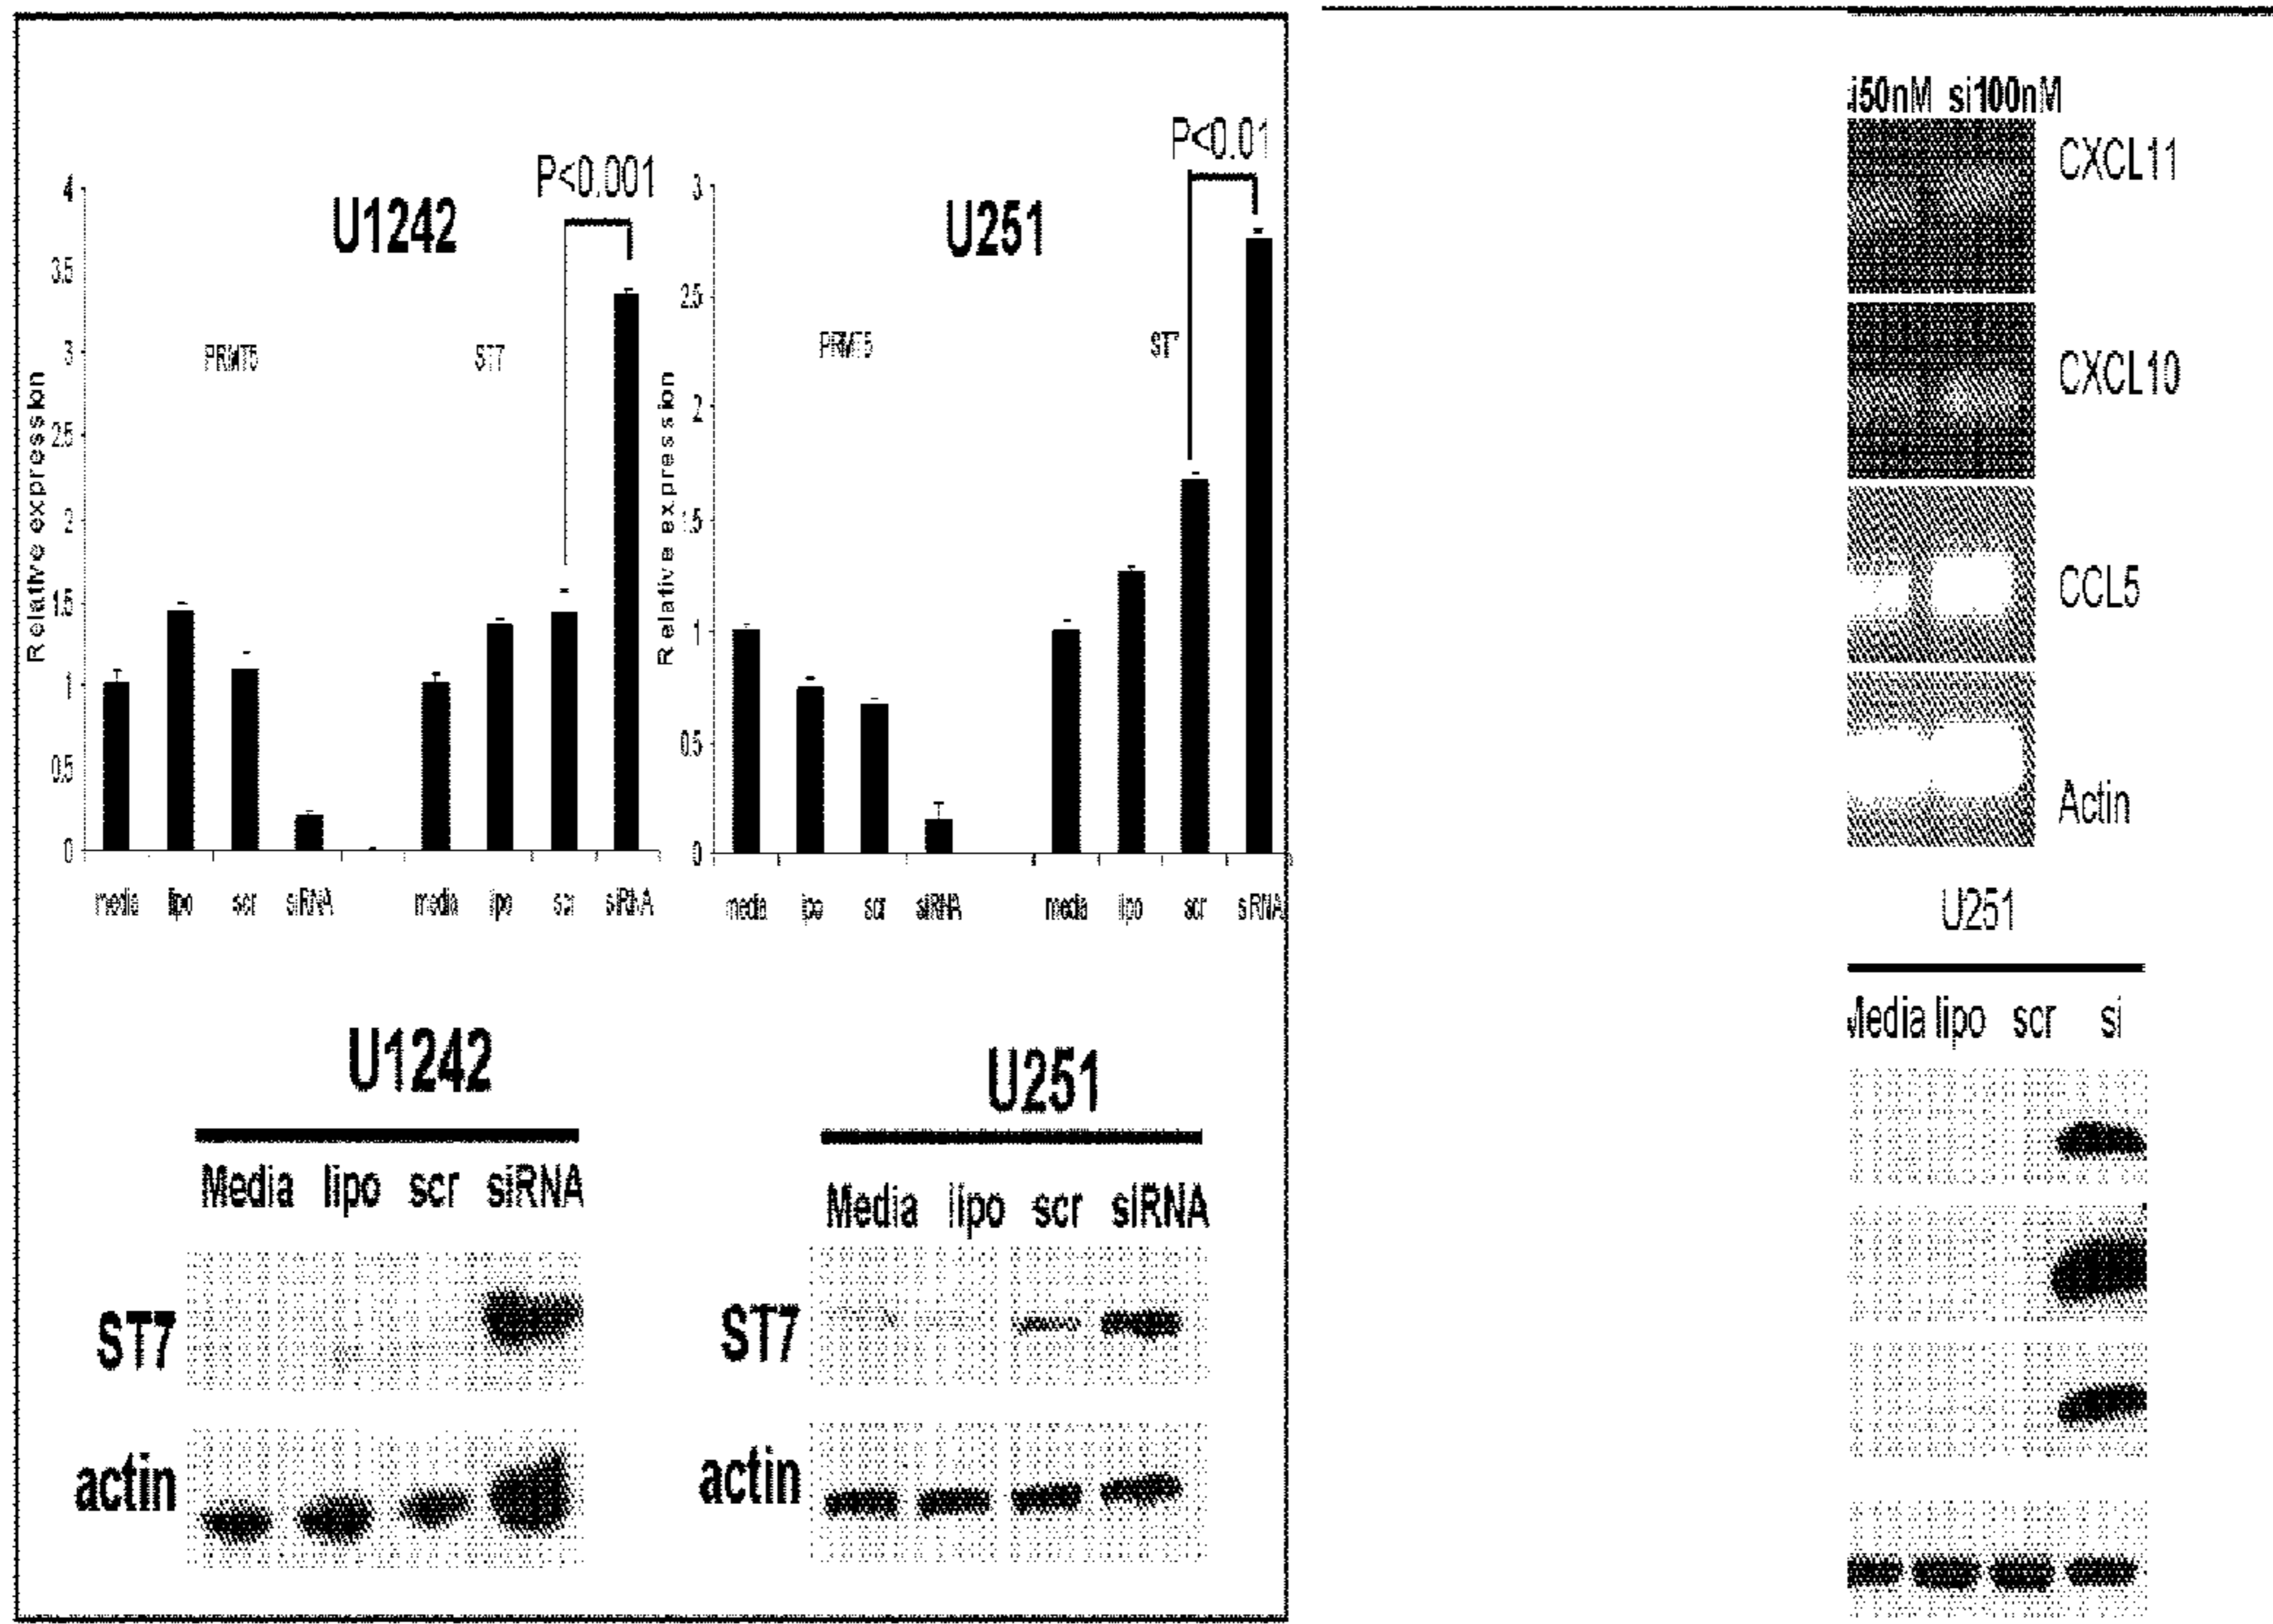 P<0.001
U1242
4
3.5
3
2.5
2
1.5
1
0.5
0
Relative expression
PRMT5
ST7
media lipo scr siRNA media lipo scr siRNA
P<0.01
U251
3
2.5
2
1.5
1
0.5
0
Relative expression
PRMT5
ST7
media lipo scr siRNA media lipo scr siRNA
U1242
Media lipo scr siRNA
ST7
actin
U251
Media lipo scr siRNA
ST7
actin
i50nM si100nM
CXCL11
CXCL10
CCL5
Actin
U251
Media lipo scr si